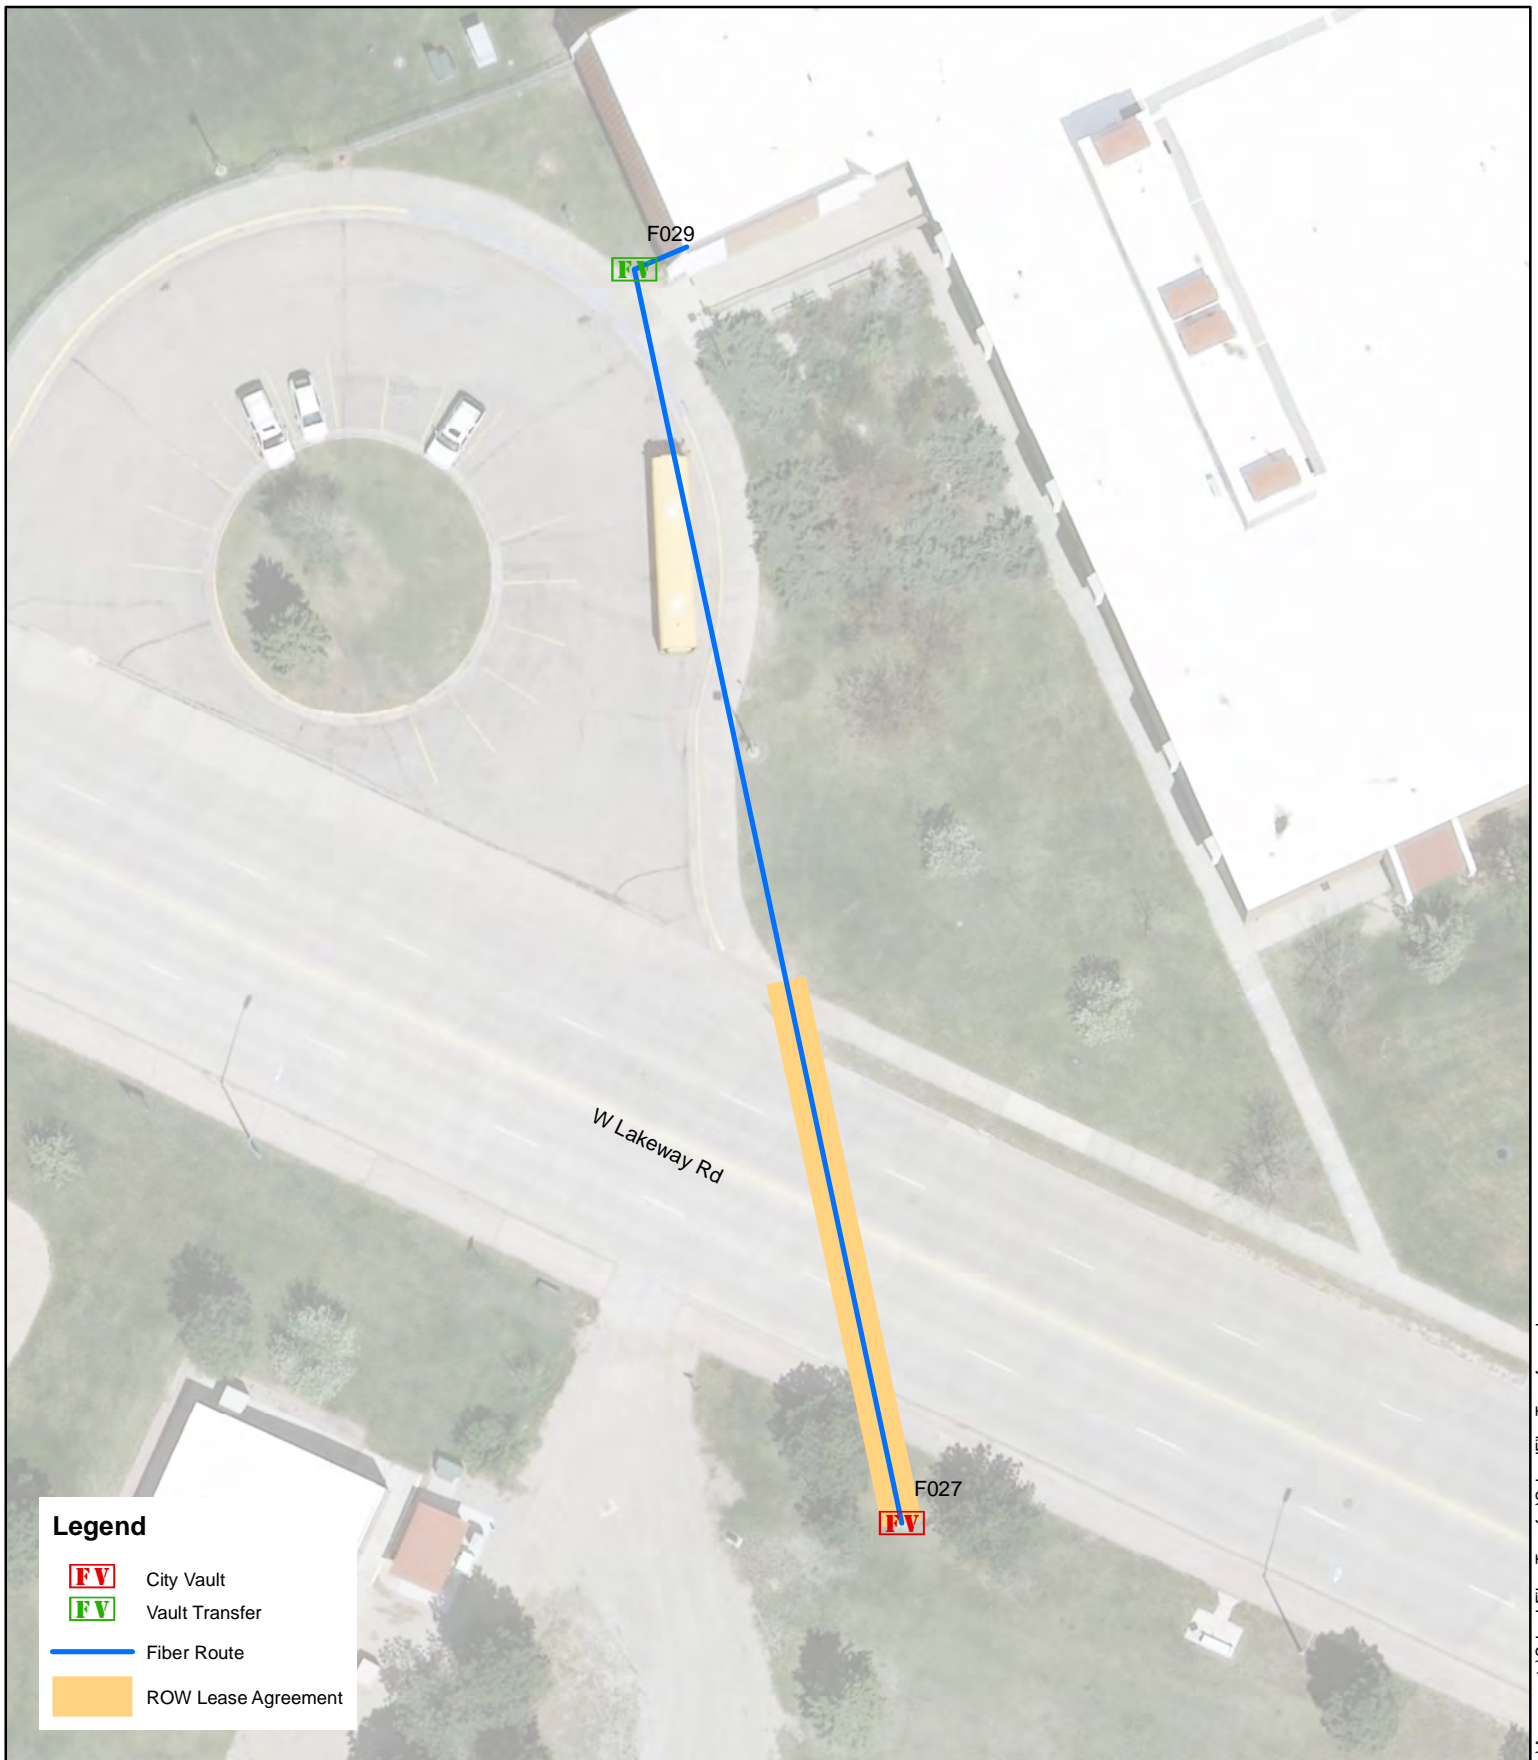 F029
FV
W Lakeway Rd
F027
FV
Legend
FV City Vault
FV Vault Transfer
Fiber Route
ROW Lease Agreement